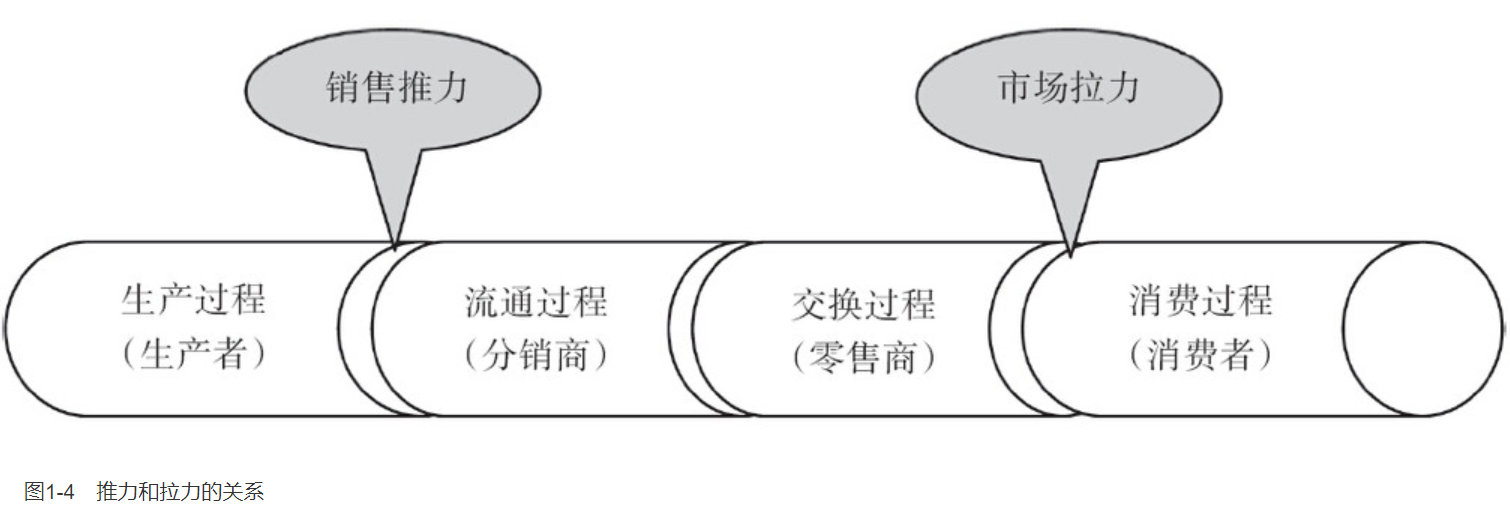 销售推力
市场拉力
生产过程
（生产者）
流通过程
（分销商）
交换过程
（零售商）
消费过程
（消费者）
图1-4　推力和拉力的关系